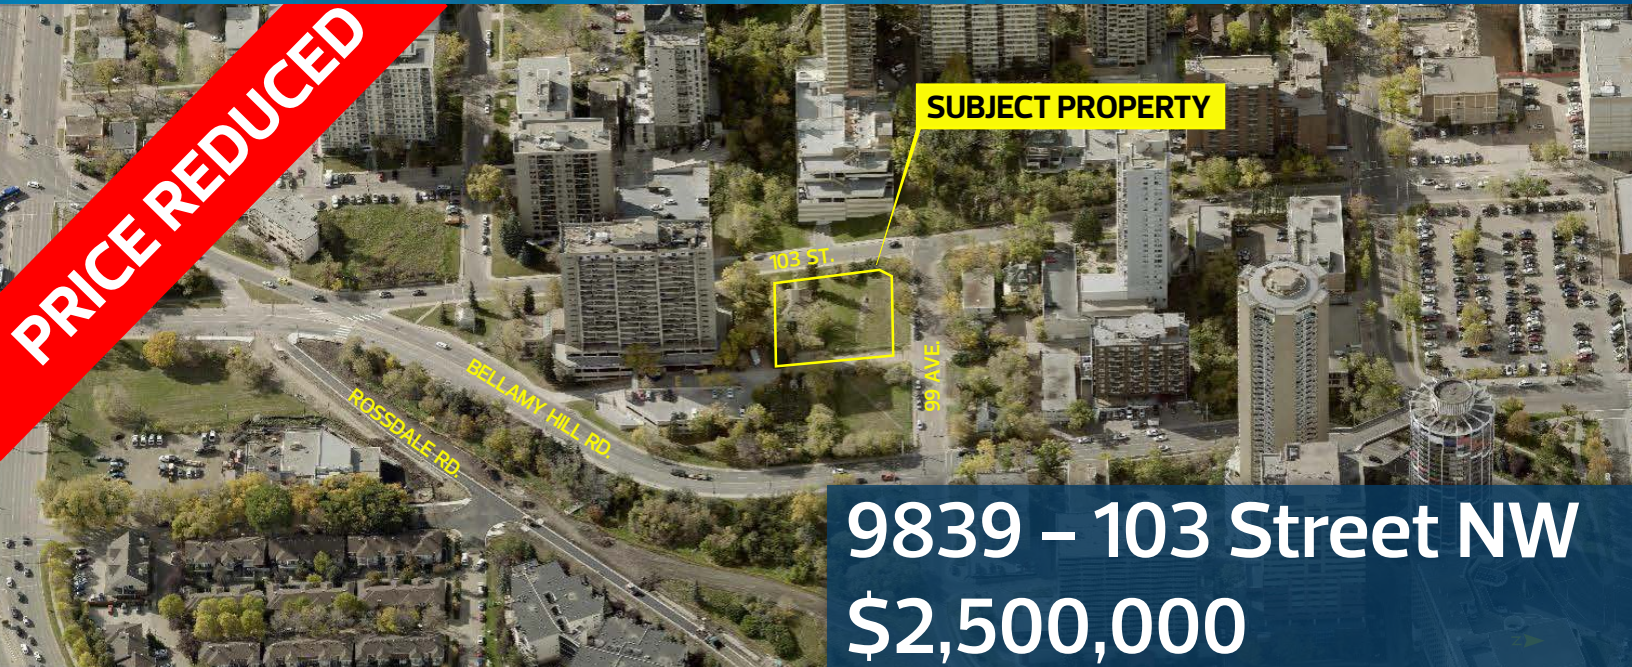 PRICE REDUCED
SUBJECT PROPERTY
103 ST.
99 AVE.
BELLAMY HILL RD.
ROSSDALE RD.
9839 – 103 Street NW
$2,500,000